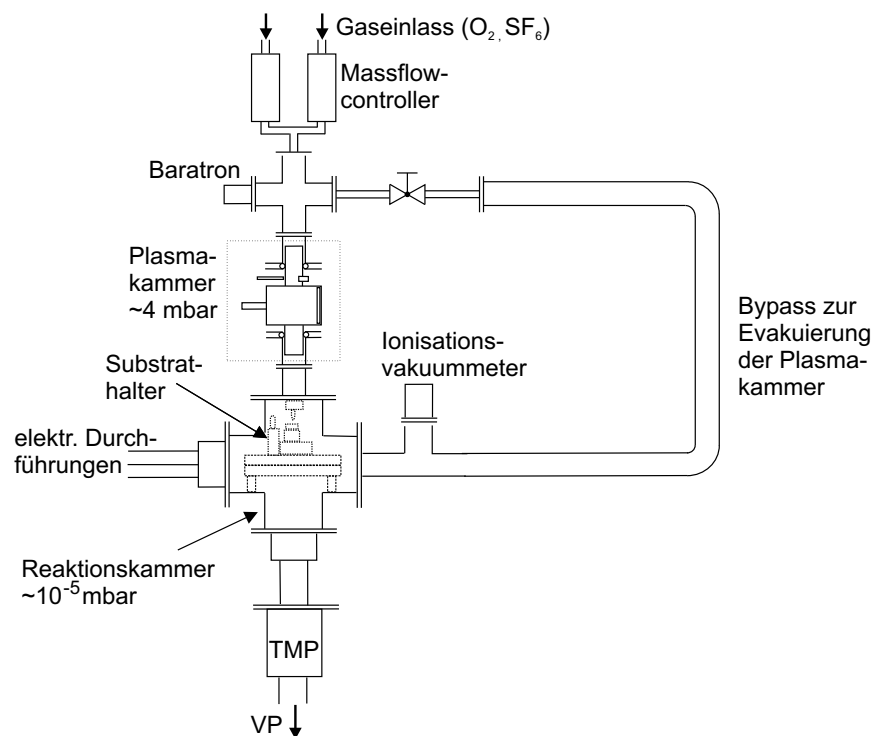 Gaseinlass (O₂, SF₆)
Massflow-
controller
Baratron
Plasma-
kammer
~4 mbar
Bypass zur
Evakuierung
der Plasma-
kammer
Ionisations-
vakuummeter
Substrat-
halter
elektr. Durch-
führungen
Reaktionskammer
~10⁻⁵ mbar
TMP
VP